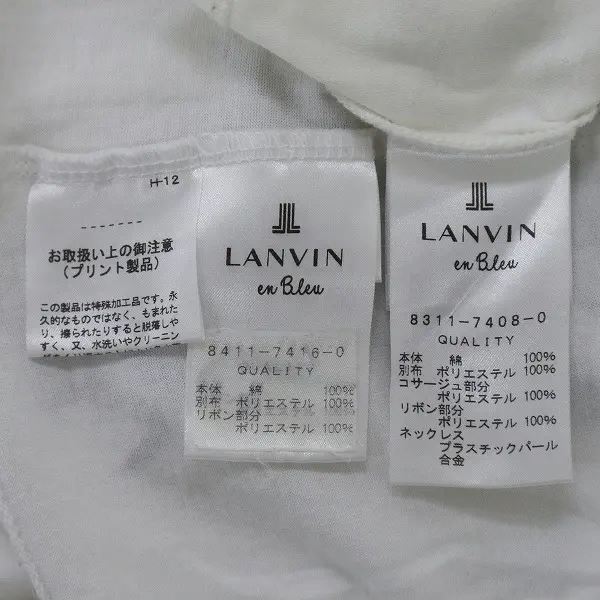 H-12
-------
お取扱い上の御注意
(プリント製品)
この製品は特殊加工品です。永
久的なものではなく、もまれた
り、擦られたりすると脱落しや
すく、又、水洗いやクリーニン
LANVIN
en Bleu
8411-7416-0
QUALITY
本体 綿 100%
別布 ポリエステル 100%
リボン部分
ポリエステル 100%
LANVIN
en Bleu
8311-7408-0
QUALITY
本体 綿 100%
別布 ポリエステル 100%
コサージュ部分
ポリエステル 100%
リボン部分
ポリエステル 100%
ネックレス
プラスチックパール
合金